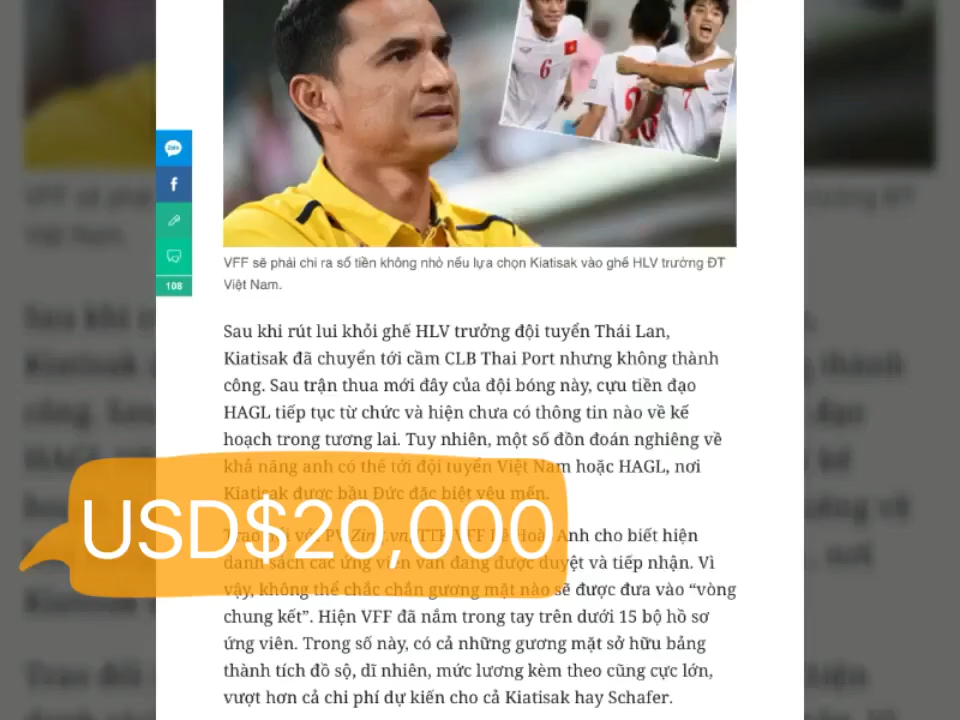 Zalo
108
6
7
VFF sẽ phải chi ra số tiền không nhỏ nếu lựa chọn Kiatisak vào ghế HLV trưởng ĐT
Việt Nam.
Sau khi rút lui khỏi ghế HLV trưởng đội tuyển Thái Lan,
Kiatisak đã chuyển tới cầm CLB Thai Port nhưng không thành
công. Sau trận thua mới đây của đội bóng này, cựu tiền đạo
HAGL tiếp tục từ chức và hiện chưa có thông tin nào về kế
hoạch trong tương lai. Tuy nhiên, một số đồn đoán nghiêng về
khả năng anh có thể tới đội tuyển Việt Nam hoặc HAGL, nơi
Kiatisak được bầu Đức đặc biệt yêu mến.
USD$20,000
Anh cho biết hiện
danh sách các ứng viên vẫn đang được duyệt và tiếp nhận. Vì
vậy, không thể chắc chắn gương mặt nào sẽ được đưa vào “vòng
chung kết”. Hiện VFF đã nắm trong tay trên dưới 15 bộ hồ sơ
ứng viên. Trong số này, có cả những gương mặt sở hữu bảng
thành tích đồ sộ, dĩ nhiên, mức lương kèm theo cũng cực lớn,
vượt hơn cả chi phí dự kiến cho cả Kiatisak hay Schafer.